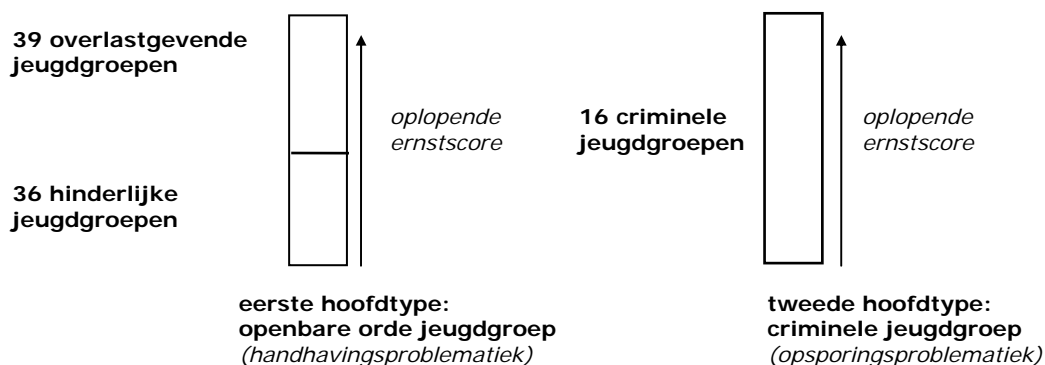 39 overlastgevende
jeugdgroepen
oplopende
ernstscore
36 hinderlijke
jeugdgroepen
eerste hoofdtype:
openbare orde jeugdgroep
(handhavingsproblematiek)
16 criminele
jeugdgroepen
oplopende
ernstscore
tweede hoofdtype:
criminele jeugdgroep
(opsporingsproblematiek)